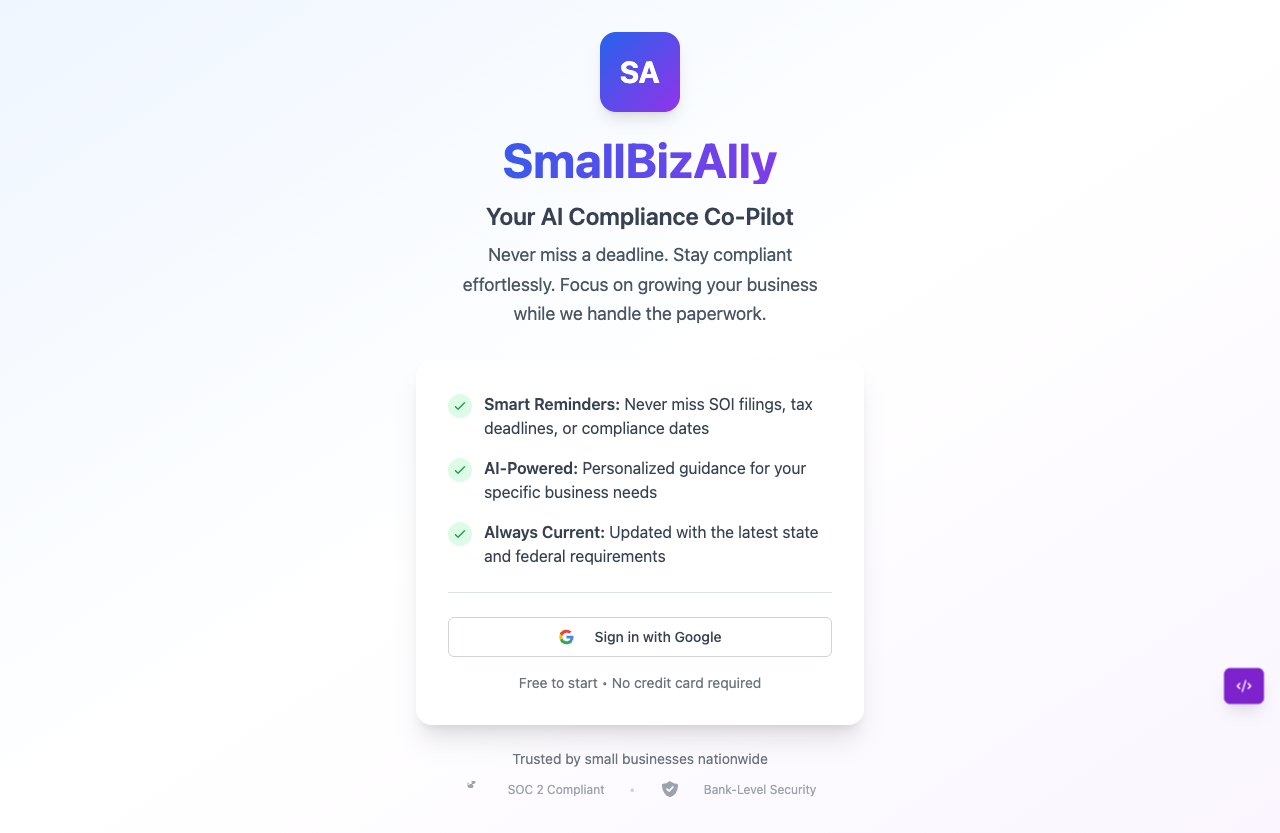 SA
SmallBizAlly
Your AI Compliance Co-Pilot
Never miss a deadline. Stay compliant
effortlessly. Focus on growing your business
while we handle the paperwork.
Smart Reminders: Never miss SOI filings, tax
deadlines, or compliance dates
AI-Powered: Personalized guidance for your
specific business needs
Always Current: Updated with the latest state
and federal requirements
Sign in with Google
Free to start • No credit card required
Trusted by small businesses nationwide
SOC 2 Compliant • Bank-Level Security